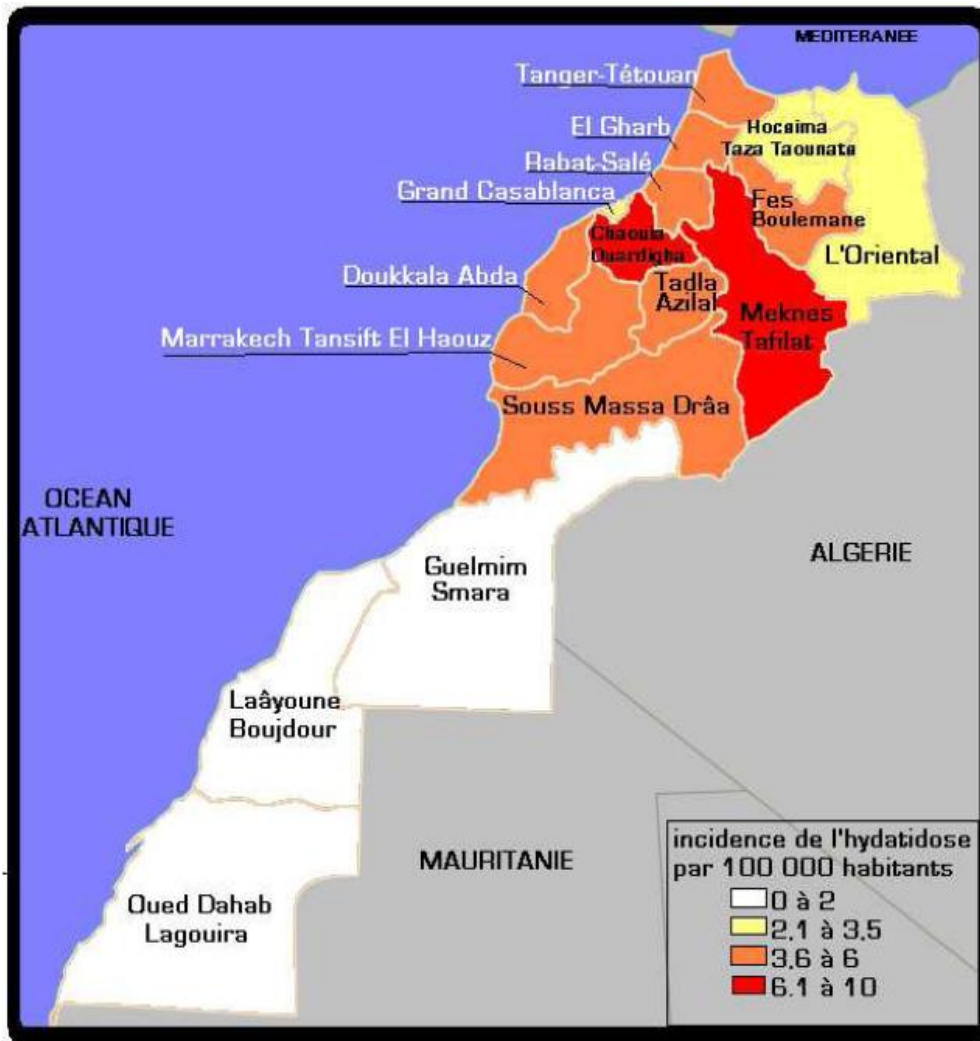 MEDITERANEE
Tanger-Tétouan
El Gharb
Hoceima
Taza Taounate
Rabat-Salé
Grand Casablanca
Fes
Boulemane
Chaouia
Ouardigha
L'Oriental
Doukkala Abda
Tadla
Azilal
Meknes
Tafilat
Marrakech Tansift El Haouz
Souss Massa Drâa
OCEAN
ATLANTIQUE
ALGERIE
Guelmim
Smara
Laâyoune
Boujdour
MAURITANIE
Oued Dahab
Lagouira
incidence de l'hydatidose
par 100 000 habitants
0 à 2
2,1 à 3,5
3,6 à 6
6.1 à 10